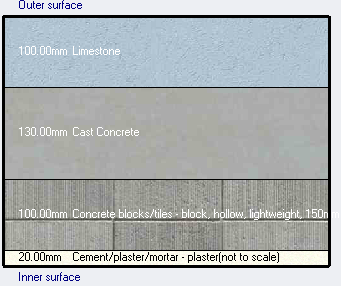 Outer surface
100.00mm Limestone
130.00mm Cast Concrete
100.00mm Concrete blocks/tiles - block, hollow, lightweight, 150mm
20.00mm Cement/plaster/mortar - plaster(not to scale)
Inner surface